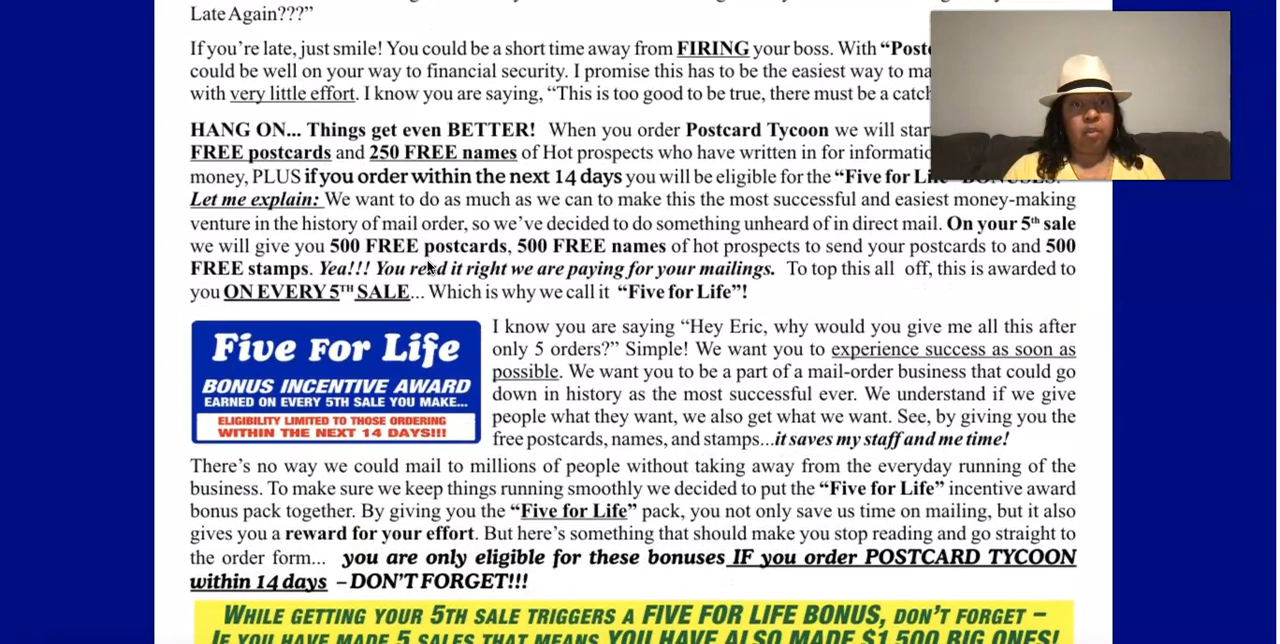 Late Again???”
If you’re late, just smile! You could be a short time away from FIRING your boss. With “Postc
could be well on your way to financial security. I promise this has to be the easiest way to ma
with very little effort. I know you are saying, “This is too good to be true, there must be a catch
HANG ON... Things get even BETTER! When you order Postcard Tycoon we will star
FREE postcards and 250 FREE names of Hot prospects who have written in for informatio
money, PLUS if you order within the next 14 days you will be eligible for the “Five for Life” BONUSES.
Let me explain: We want to do as much as we can to make this the most successful and easiest money-making
venture in the history of mail order, so we’ve decided to do something unheard of in direct mail. On your 5th sale
we will give you 500 FREE postcards, 500 FREE names of hot prospects to send your postcards to and 500
FREE stamps. Yea!!! You read it right we are paying for your mailings. To top this all off, this is awarded to
you ON EVERY 5TH SALE... Which is why we call it “Five for Life”!
Five For Life
BONUS INCENTIVE AWARD
EARNED ON EVERY 5TH SALE YOU MAKE...
ELIGIBILITY LIMITED TO THOSE ORDERING
WITHIN THE NEXT 14 DAYS!!!
I know you are saying “Hey Eric, why would you give me all this after
only 5 orders?” Simple! We want you to experience success as soon as
possible. We want you to be a part of a mail-order business that could go
down in history as the most successful ever. We understand if we give
people what they want, we also get what we want. See, by giving you the
free postcards, names, and stamps...it saves my staff and me time!
There’s no way we could mail to millions of people without taking away from the everyday running of the
business. To make sure we keep things running smoothly we decided to put the “Five for Life” incentive award
bonus pack together. By giving you the “Five for Life” pack, you not only save us time on mailing, but it also
gives you a reward for your effort. But here’s something that should make you stop reading and go straight to
the order form... you are only eligible for these bonuses IF you order POSTCARD TYCOON
within 14 days – DON’T FORGET!!!
WHILE GETTING YOUR 5TH SALE TRIGGERS A FIVE FOR LIFE BONUS, DON’T FORGET –
IF YOU HAVE MADE 5 SALES THAT MEANS YOU HAVE ALSO MADE $1,500 BIG ONES!